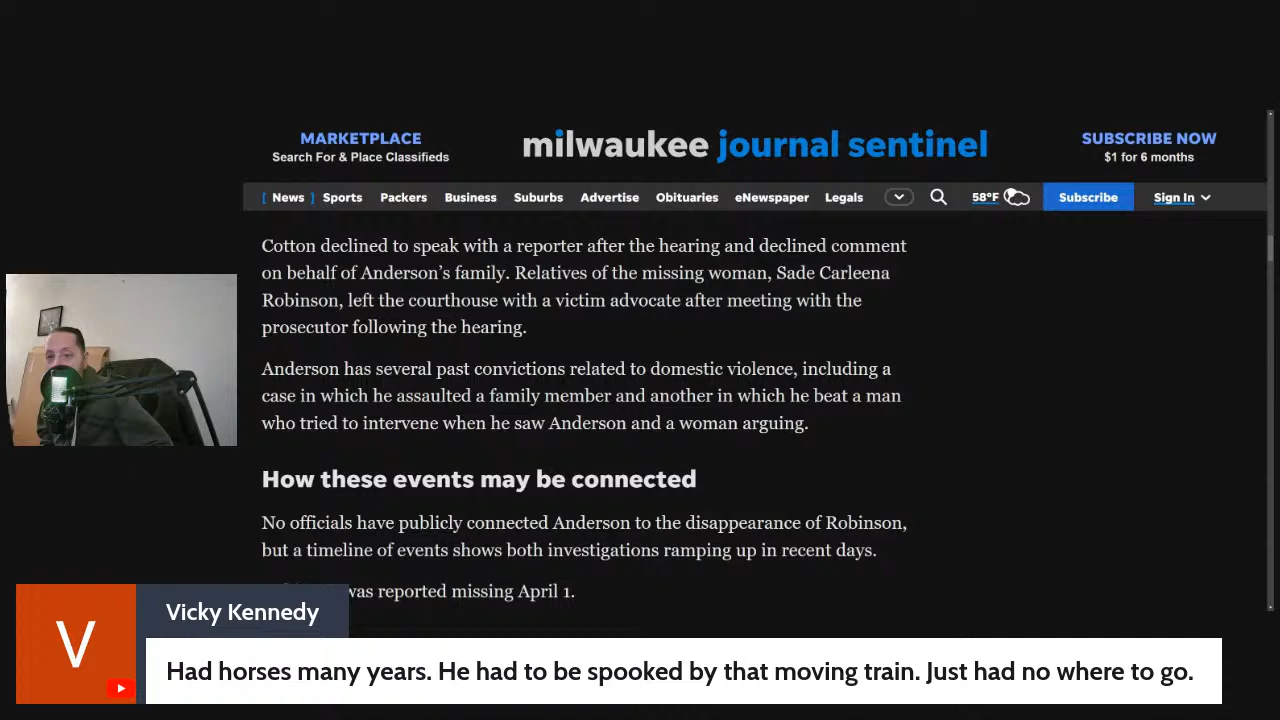 MARKETPLACE
Search For & Place Classifieds
milwaukee journal sentinel
SUBSCRIBE NOW
$1 for 6 months
[ News ] Sports Packers Business Suburbs Advertise Obituaries eNewspaper Legals 58°F Subscribe Sign In
Cotton declined to speak with a reporter after the hearing and declined comment
on behalf of Anderson’s family. Relatives of the missing woman, Sade Carleena
Robinson, left the courthouse with a victim advocate after meeting with the
prosecutor following the hearing.
Anderson has several past convictions related to domestic violence, including a
case in which he assaulted a family member and another in which he beat a man
who tried to intervene when he saw Anderson and a woman arguing.
How these events may be connected
No officials have publicly connected Anderson to the disappearance of Robinson,
but a timeline of events shows both investigations ramping up in recent days.
was reported missing April 1.
V
Vicky Kennedy
Had horses many years. He had to be spooked by that moving train. Just had no where to go.